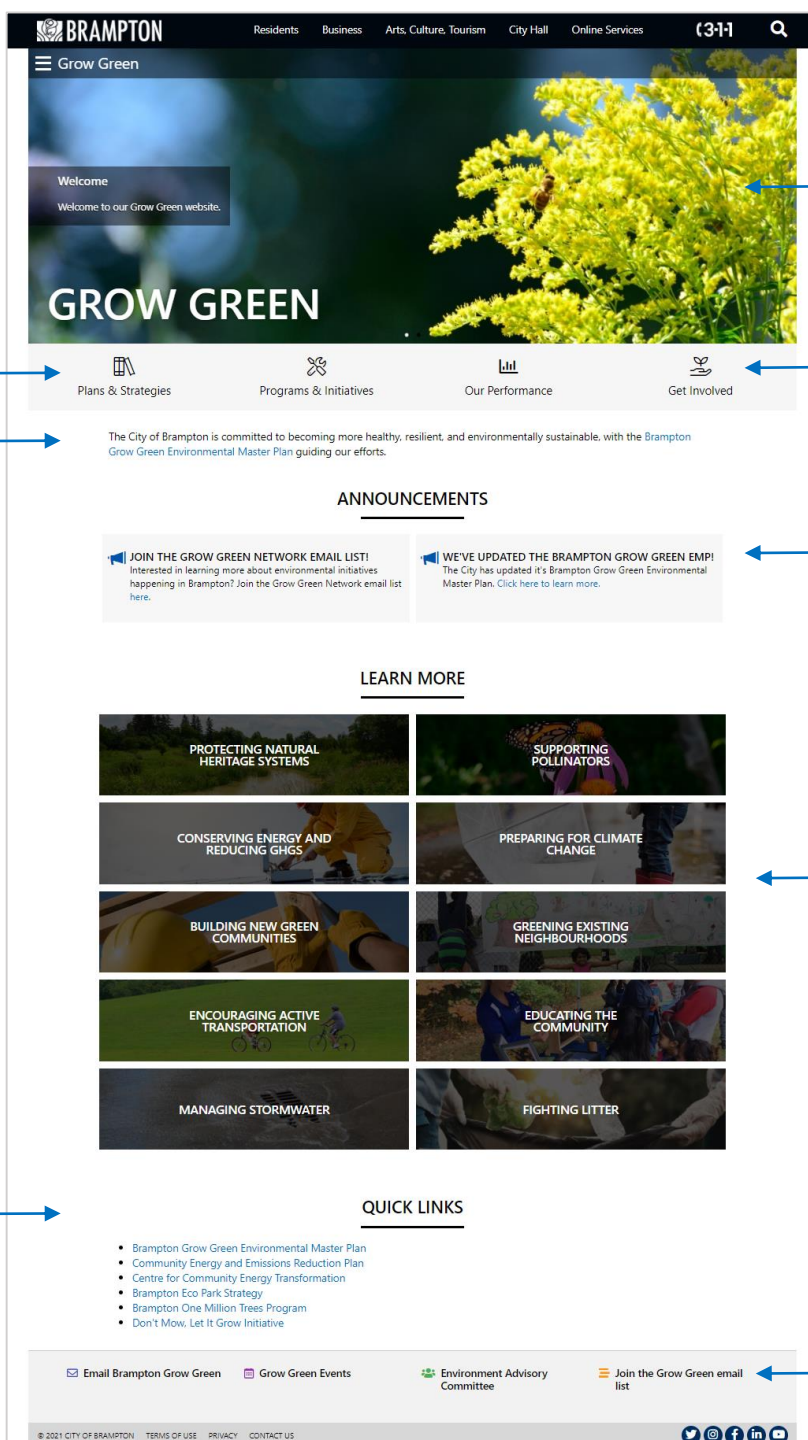 BRAMPTON
Residents Business Arts, Culture, Tourism City Hall Online Services (3-1-1
Grow Green
Welcome
Welcome to our Grow Green website.
GROW GREEN
Plans & Strategies Programs & Initiatives Our Performance Get Involved
The City of Brampton is committed to becoming more healthy, resilient, and environmentally sustainable, with the Brampton
Grow Green Environmental Master Plan guiding our efforts.
ANNOUNCEMENTS
JOIN THE GROW GREEN NETWORK EMAIL LIST!
Interested in learning more about environmental initiatives
happening in Brampton? Join the Grow Green Network email list
here.
WE'VE UPDATED THE BRAMPTON GROW GREEN EMP!
The City has updated it's Brampton Grow Green Environmental
Master Plan. Click here to learn more.
LEARN MORE
PROTECTING NATURAL
HERITAGE SYSTEMS
SUPPORTING
POLLINATORS
CONSERVING ENERGY AND
REDUCING GHGS
PREPARING FOR CLIMATE
CHANGE
BUILDING NEW GREEN
COMMUNITIES
GREENING EXISTING
NEIGHBOURHOODS
ENCOURAGING ACTIVE
TRANSPORTATION
EDUCATING THE
COMMUNITY
MANAGING STORMWATER
FIGHTING LITTER
QUICK LINKS
• Brampton Grow Green Environmental Master Plan
• Community Energy and Emissions Reduction Plan
• Centre for Community Energy Transformation
• Brampton Eco Park Strategy
• Brampton One Million Trees Program
• Don't Mow, Let It Grow Initiative
Email Brampton Grow Green
Grow Green Events
Environment Advisory
Committee
Join the Grow Green email
list
© 2021 CITY OF BRAMPTON TERMS OF USE PRIVACY CONTACT US